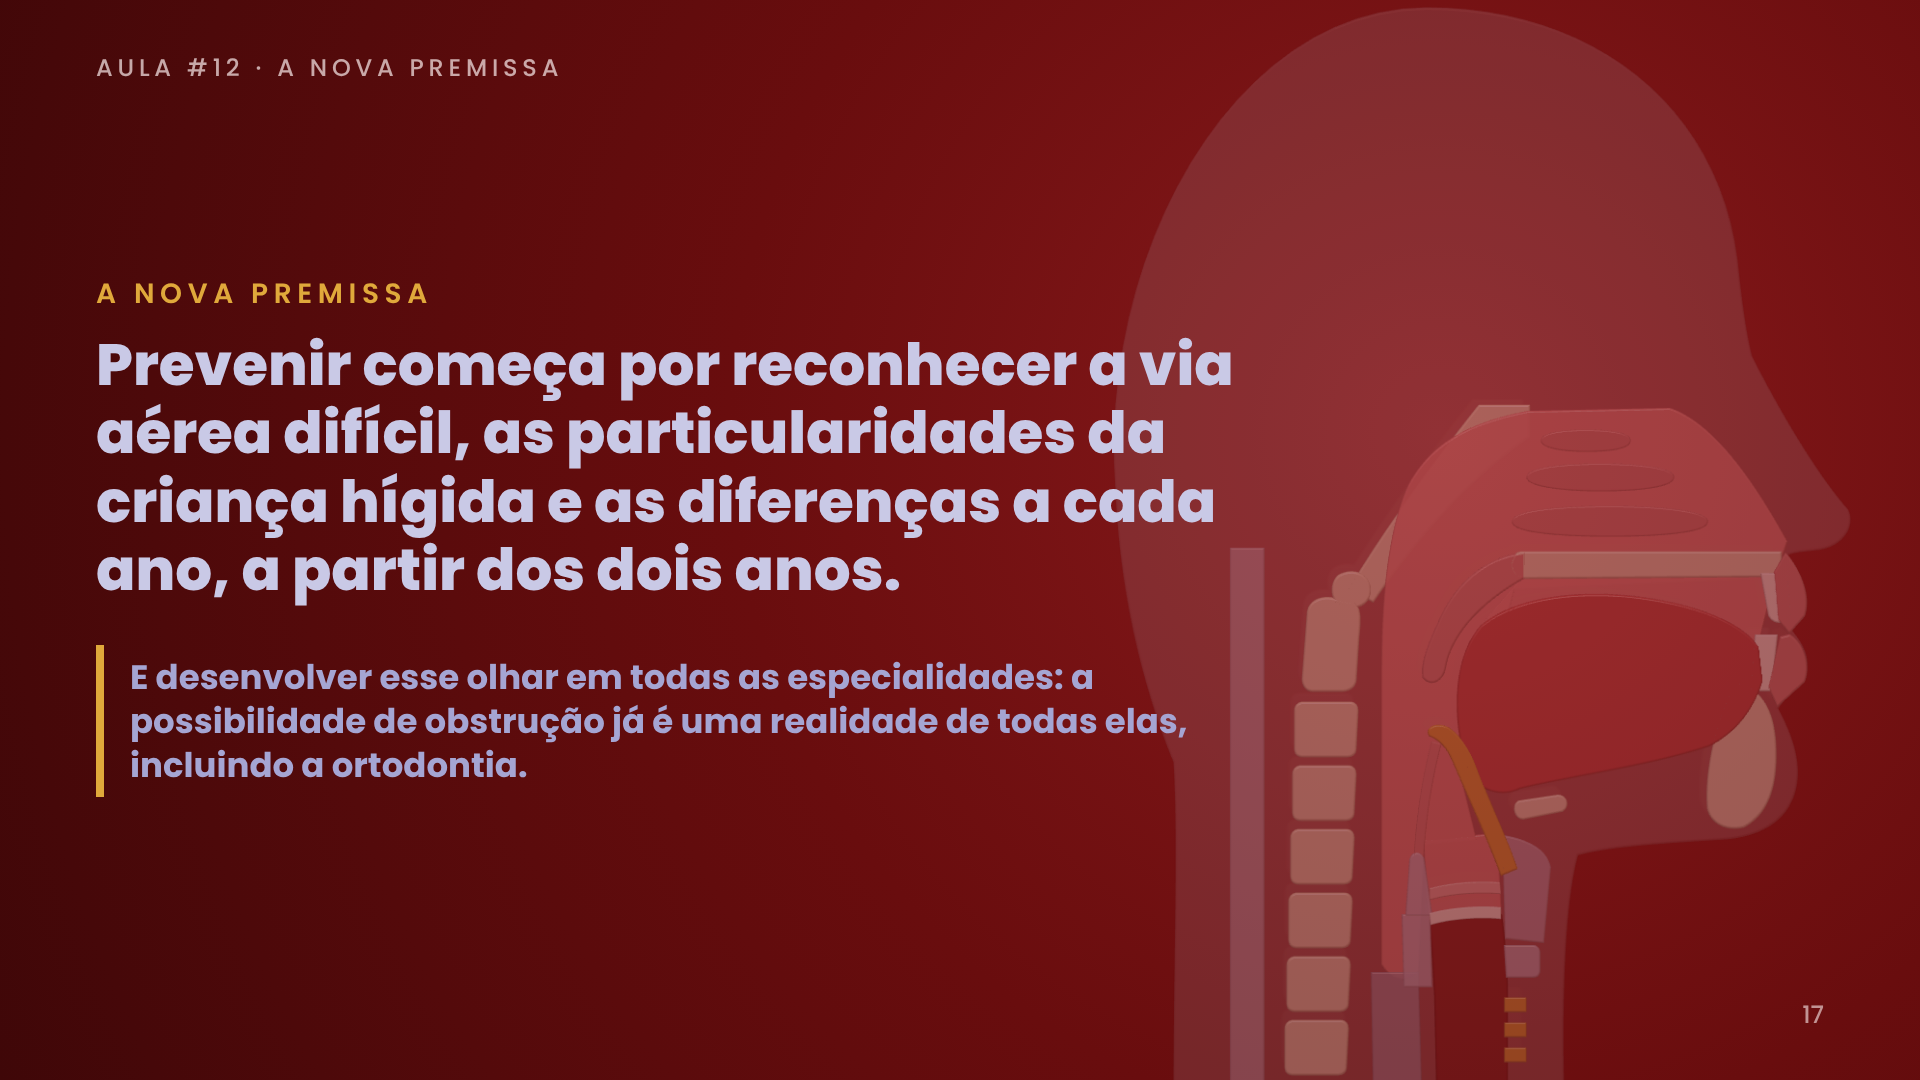 AULA #12 · A NOVA PREMISSA
A NOVA PREMISSA
Prevenir começa por reconhecer a via
aérea difícil, as particularidades da
criança hígida e as diferenças a cada
ano, a partir dos dois anos.
E desenvolver esse olhar em todas as especialidades: a
possibilidade de obstrução já é uma realidade de todas elas,
incluindo a ortodontia.
17